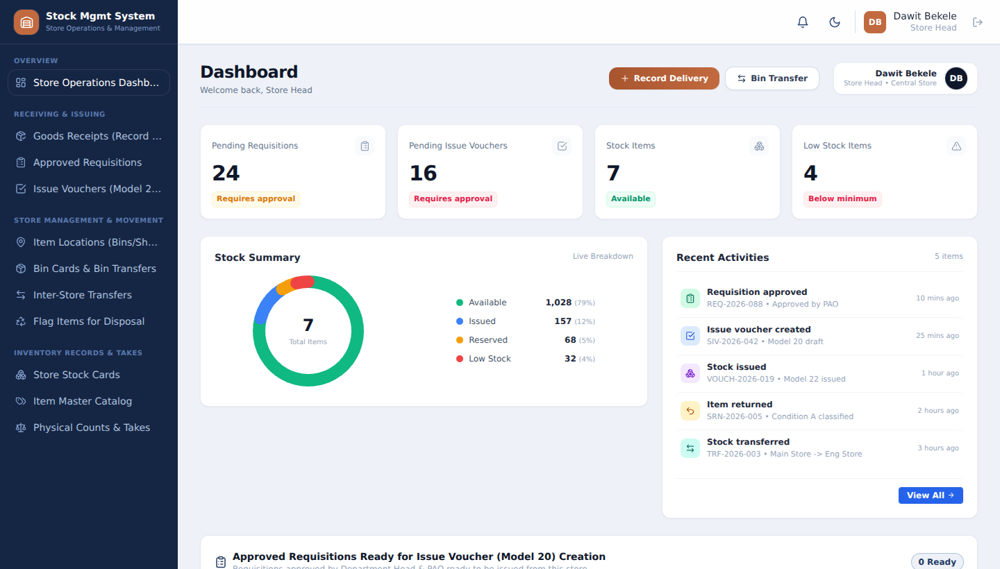 Stock Mgmt System
Store Operations & Management
OVERVIEW
Store Operations Dashb...
RECEIVING & ISSUING
Goods Receipts (Record ...
Approved Requisitions
Issue Vouchers (Model 2...
STORE MANAGEMENT & MOVEMENT
Item Locations (Bins/Sh...
Bin Cards & Bin Transfers
Inter-Store Transfers
Flag Items for Disposal
INVENTORY RECORDS & TAKES
Store Stock Cards
Item Master Catalog
Physical Counts & Takes
DB
Dawit Bekele
Store Head
Dashboard
Welcome back, Store Head
Record Delivery
Bin Transfer
Dawit Bekele
Store Head • Central Store
DB
Pending Requisitions
24
Requires approval
Pending Issue Vouchers
16
Requires approval
Stock Items
7
Available
Low Stock Items
4
Below minimum
Stock Summary
Live Breakdown
7
Total Items
Available 1,028 (79%)
Issued 157 (12%)
Reserved 68 (5%)
Low Stock 32 (4%)
Recent Activities
5 items
Requisition approved
REQ-2026-088 • Approved by PAO
10 mins ago
Issue voucher created
SIV-2026-042 • Model 20 draft
25 mins ago
Stock issued
VOUCH-2026-019 • Model 22 issued
1 hour ago
Item returned
SRN-2026-005 • Condition A classified
2 hours ago
Stock transferred
TRF-2026-003 • Main Store -> Eng Store
3 hours ago
View All
Approved Requisitions Ready for Issue Voucher (Model 20) Creation
Requisitions approved by Department Head & PAO ready to be issued from this store
0 Ready